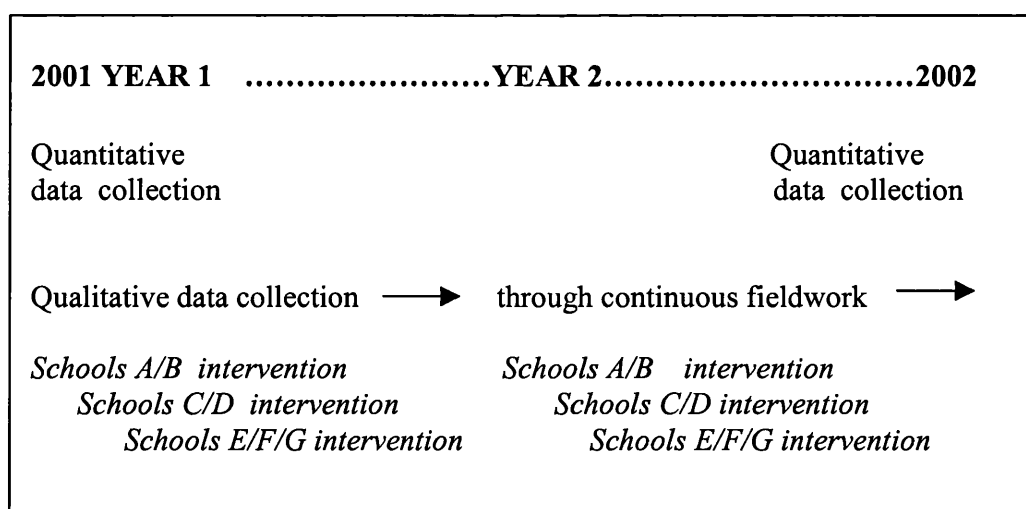 2001 YEAR 1 ........................YEAR 2..............................2002
Quantitative Quantitative
data collection data collection
Qualitative data collection → through continuous fieldwork →
Schools A/B intervention Schools A/B intervention
Schools C/D intervention Schools C/D intervention
Schools E/F/G intervention Schools E/F/G intervention